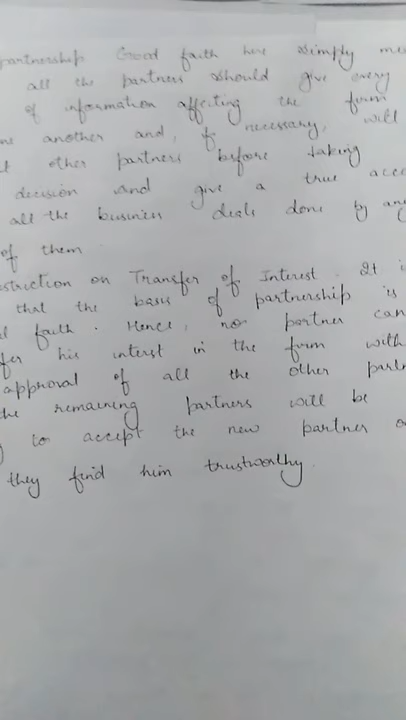 partnership Good faith here simply
all the partners should give every
of information affecting the firm
one another and, if necessary, will
other partners before taking
decision and give a true
all the business deals done by
of them
Restriction on Transfer of Interest. It
that the basis of partnership is
faith. Hence, no partner can
his interest in the firm with
approval of all the other
the remaining partners will be
to accept the new partner
they find him trustworthy.